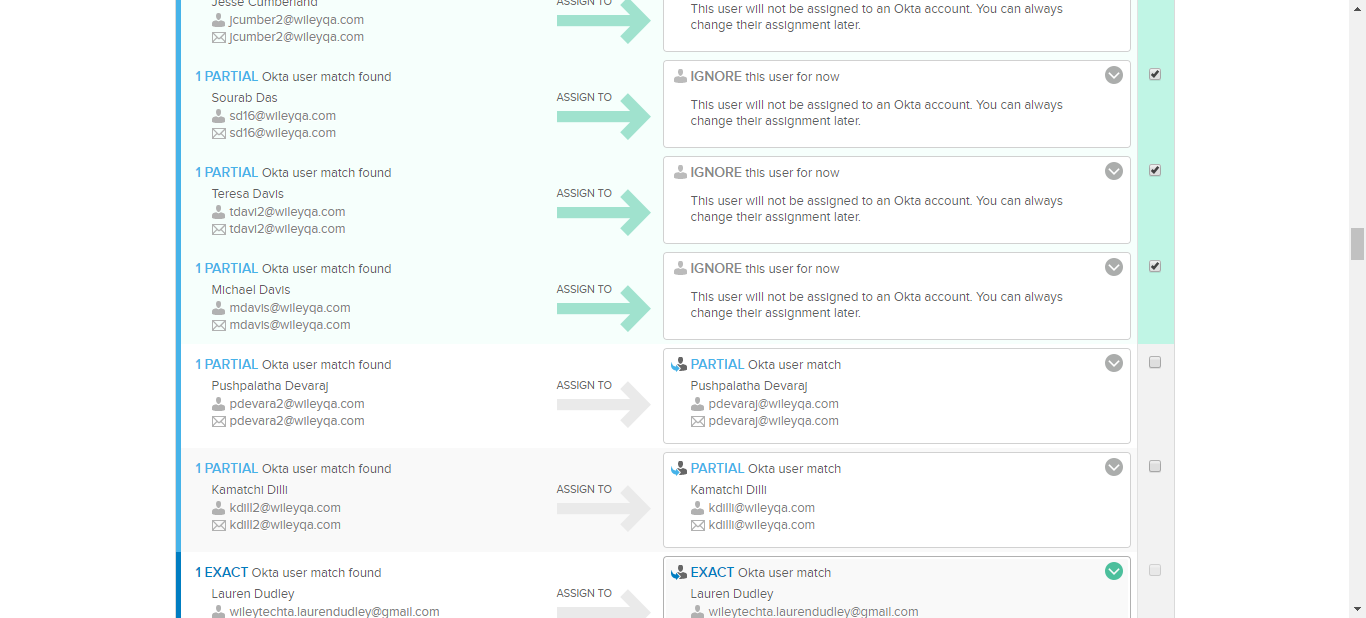 Jesse Cumberland
ASSIGN TO
This user will not be assigned to an Okta account. You can always
jcumber2@wileyqa.com
change their assignment later.
jcumber2@wileyqa.com
1 PARTIAL Okta user match found
IGNORE this user for now
Sourab Das
ASSIGN TO
This user will not be assigned to an Okta account. You can always
sd16@wileyqa.com
change their assignment later.
sd16@wileyqa.com
1 PARTIAL Okta user match found
IGNORE this user for now
Teresa Davis
ASSIGN TO
This user will not be assigned to an Okta account. You can always
tdavi2@wileyqa.com
change their assignment later.
tdavi2@wileyqa.com
1 PARTIAL Okta user match found
IGNORE this user for now
Michael Davis
ASSIGN TO
This user will not be assigned to an Okta account. You can always
mdavis@wileyqa.com
change their assignment later.
mdavis@wileyqa.com
1 PARTIAL Okta user match found
PARTIAL Okta user match
Pushpalatha Devaraj
ASSIGN TO
Pushpalatha Devaraj
pdevara2@wileyqa.com
pdevaraj@wileyqa.com
pdevara2@wileyqa.com
pdevaraj@wileyqa.com
1 PARTIAL Okta user match found
PARTIAL Okta user match
Kamatchi Dilli
ASSIGN TO
Kamatchi Dilli
kdill2@wileyqa.com
kdilli@wileyqa.com
kdill2@wileyqa.com
kdilli@wileyqa.com
1 EXACT Okta user match found
EXACT Okta user match
Lauren Dudley
ASSIGN TO
Lauren Dudley
wileytechta.laurendudley@gmail.com
wileytechta.laurendudley@gmail.com